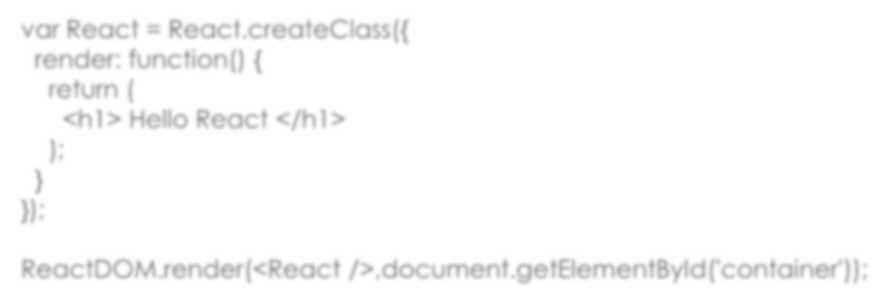 var React = React.createClass({
render: function() {
return (
<h1> Hello React </h1>
);
}
});
ReactDOM.render(<React />,document.getElementById('container'));